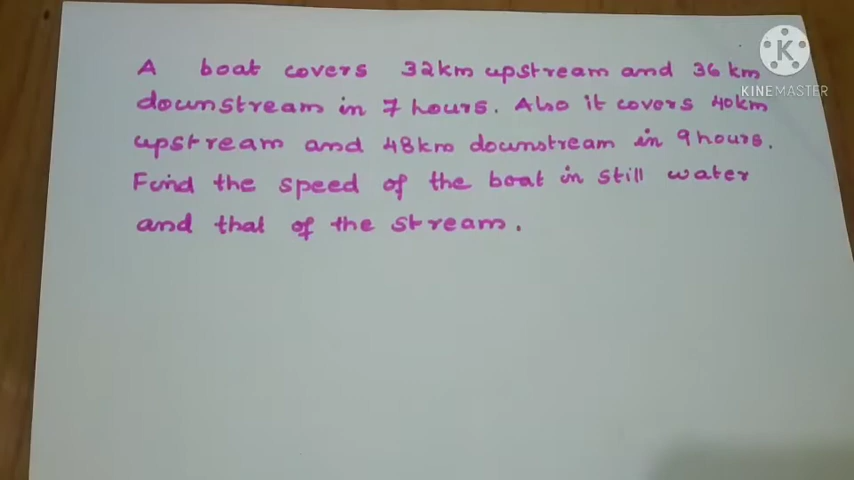 A boat covers 32km upstream and 36 km
downstream in 7 hours. Also it covers 40km
upstream and 48km downstream in 9 hours.
Find the speed of the boat in still water
and that of the stream.
K
KINEMASTER